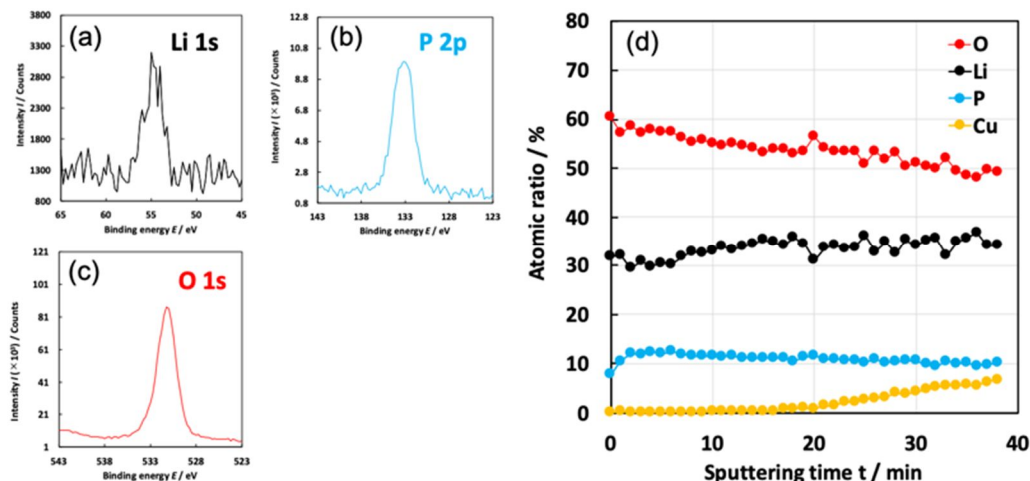 (a) Li 1s
Intensity I / Counts
3800
3300
2800
2300
1800
1300
800
65 60 55 50 45
Binding energy E / eV
(b) P 2p
Intensity I / (× 10³) / Counts
12.8
10.8
8.8
6.8
4.8
2.8
0.8
143 138 133 128 123
Binding energy E / eV
(c) O 1s
Intensity I / (× 10³) / Counts
121
101
81
61
41
21
1
543 538 531 528 523
Binding energy E / eV
(d)
Atomic ratio / %
80
70
60
50
40
30
20
10
0
O
Li
P
Cu
0 10 20 30 40
Sputtering time t / min